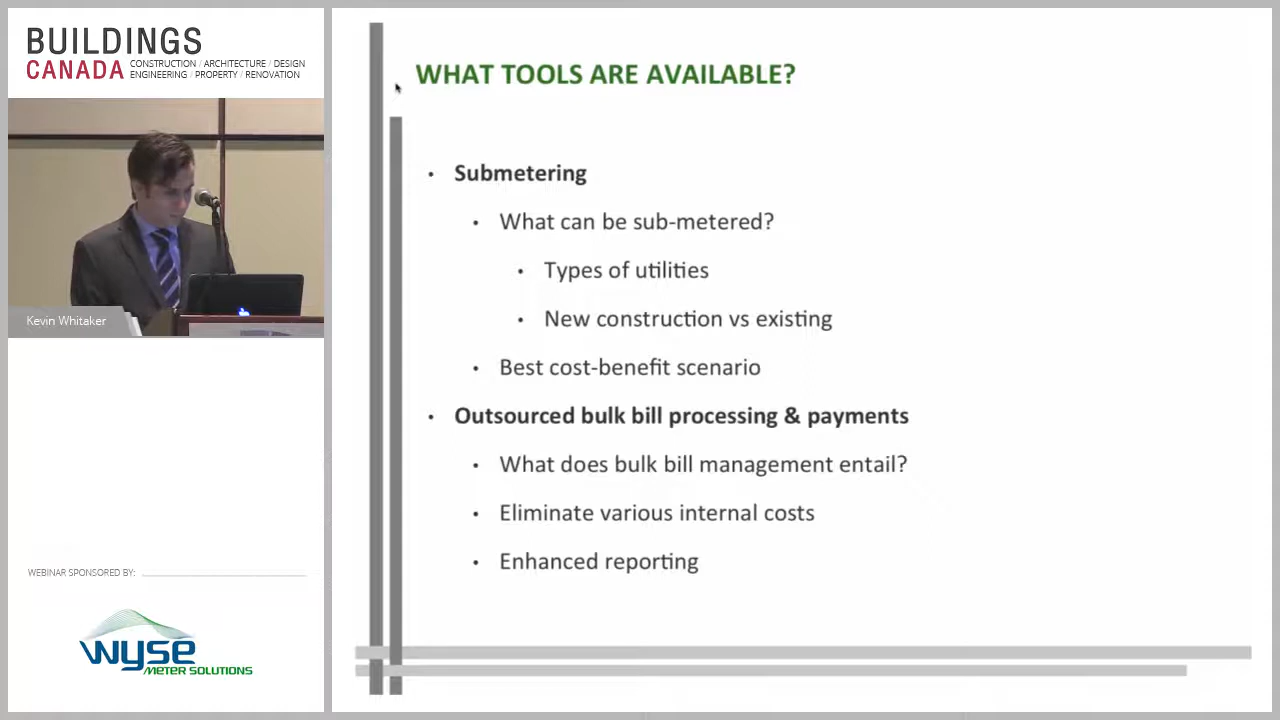 BUILDINGS
CANADA CONSTRUCTION / ARCHITECTURE / DESIGN
ENGINEERING / PROPERTY / RENOVATION
WHAT TOOLS ARE AVAILABLE?
• Submetering
• What can be sub-metered?
• Types of utilities
• New construction vs existing
• Best cost-benefit scenario
• Outsourced bulk bill processing & payments
• What does bulk bill management entail?
• Eliminate various internal costs
• Enhanced reporting
Kevin Whitaker
WEBINAR SPONSORED BY:
wyse
METER SOLUTIONS